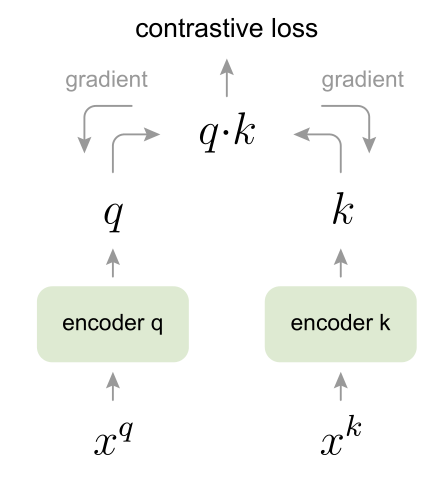 contrastive loss
gradient gradient
q·k
q k
encoder q encoder k
x^q x^k